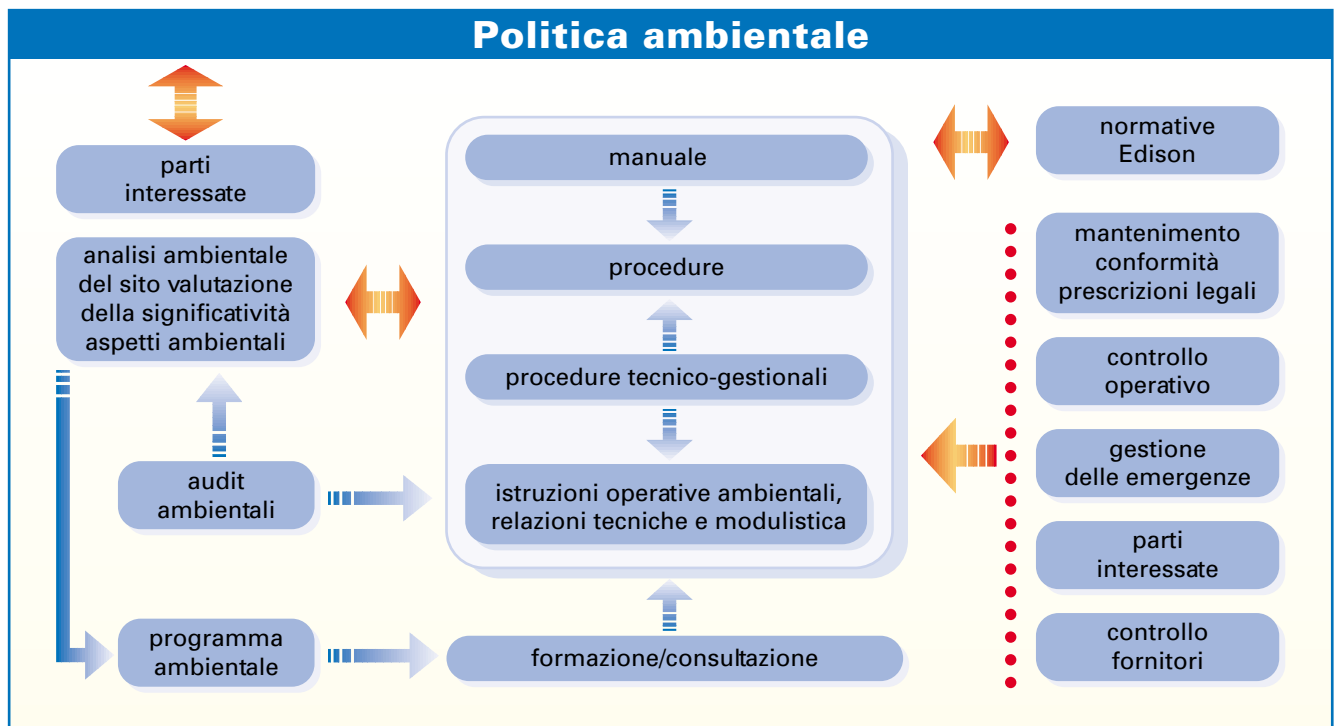 Politica ambientale
parti
interessate
analisi ambientale
del sito valutazione
della significatività
aspetti ambientali
audit
ambientali
programma
ambientale
manuale
procedure
procedure tecnico-gestionali
istruzioni operative ambientali,
relazioni tecniche e modulistica
formazione/consultazione
normative
Edison
mantenimento
conformità
prescrizioni legali
controllo
operativo
gestione
delle emergenze
parti
interessate
controllo
fornitori